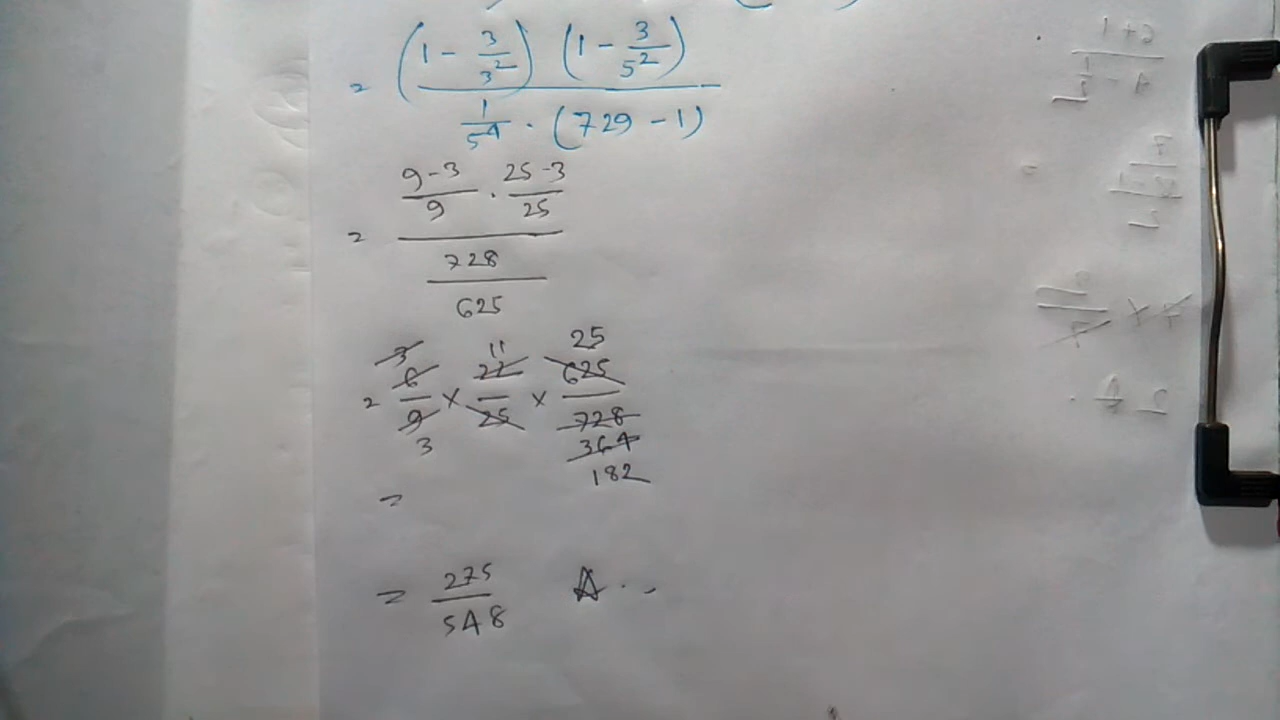 = (1 - 3/3²) (1 - 3/5²) / 1/5⁴ · (729 - 1)
= 9-3/9 · 25-3/25 / 728/625
= 3 6/9 3 × 11 22/25 × 25 625/728 364 182
=
= 275/548 A..